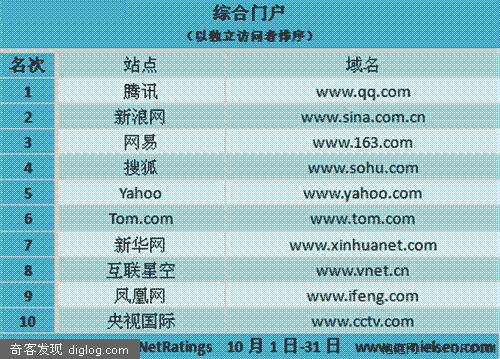 综合门户
(以独立访问者排序)
名次 站点 域名
1 腾讯 www.qq.com
2 新浪网 www.sina.com.cn
3 网易 www.163.com
4 搜狐 www.sohu.com
5 Yahoo www.yahoo.com
6 Tom.com www.tom.com
7 新华网 www.xinhuanet.com
8 互联星空 www.vnet.cn
9 凤凰网 www.ifeng.com
10 央视国际 www.cctv.com
奇客发现 diglog.com NetRatings 10月1日-31日 nielsen.com